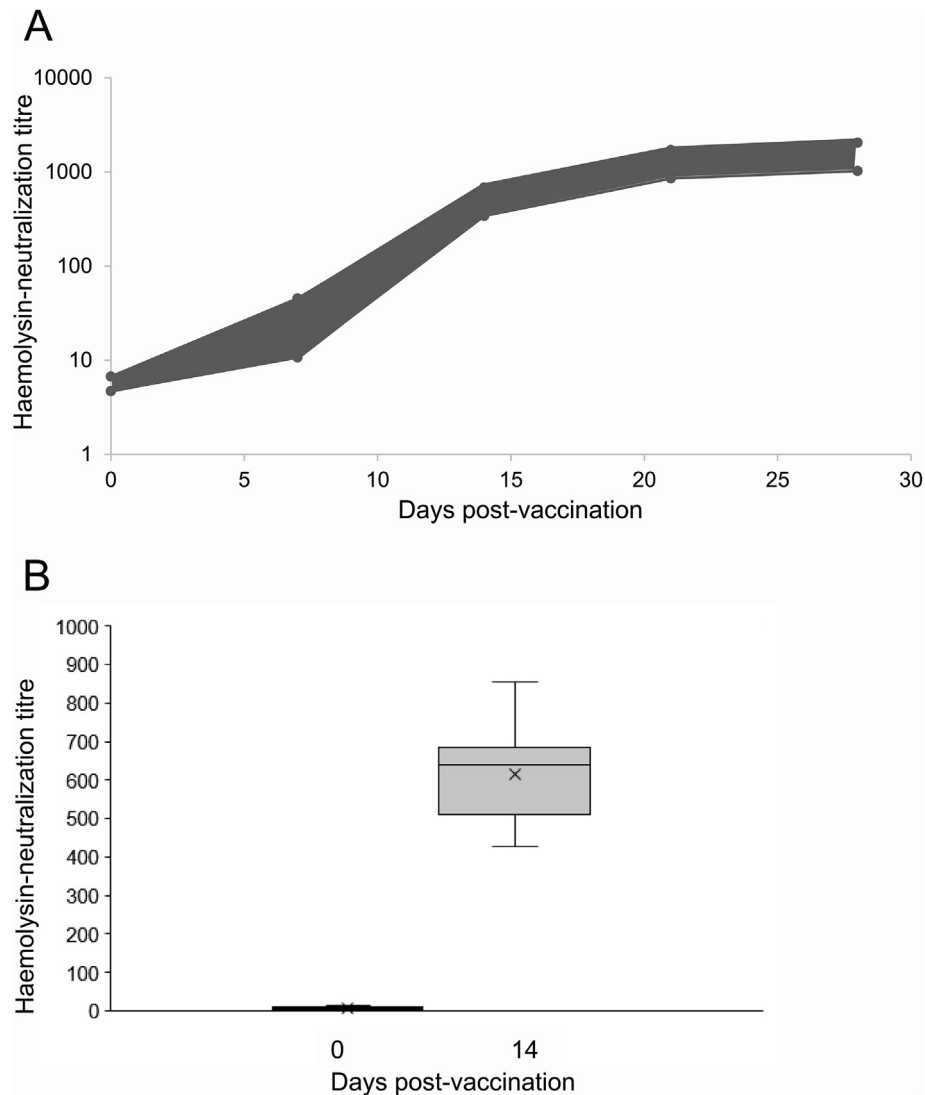 A
Haemolysin-neutralization titre
10000
1000
100
10
1
0 5 10 15 20 25 30
Days post-vaccination
B
Haemolysin-neutralization titre
1000
900
800
700
600
500
400
300
200
100
0
0 14
Days post-vaccination